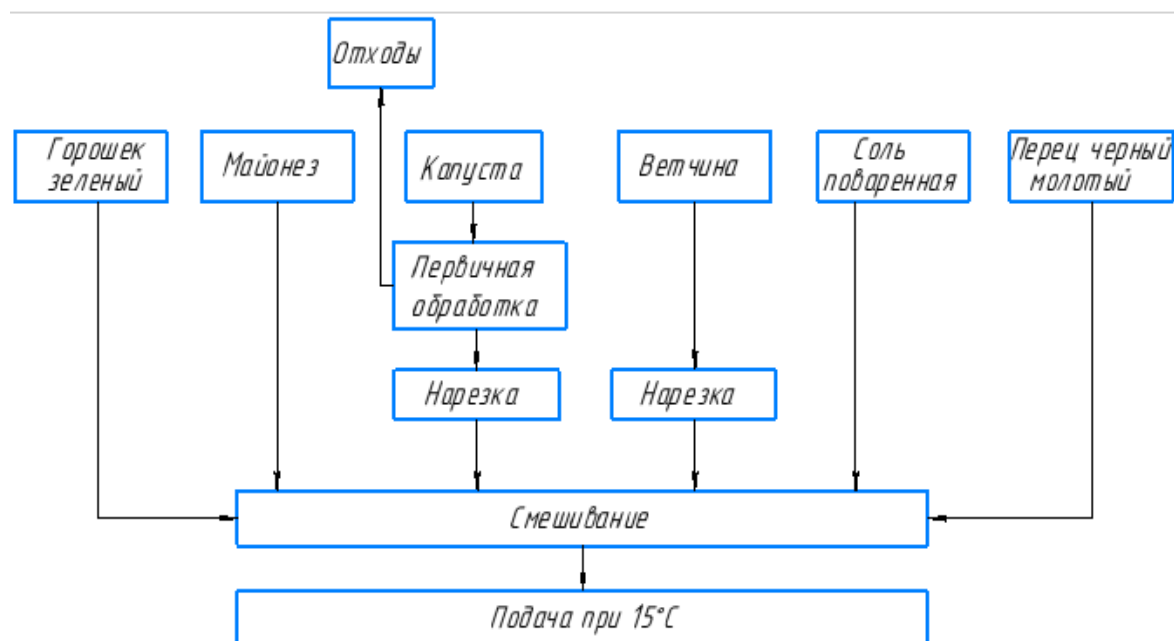 Отходы
Горошек
зеленый
Майонез
Капуста
Ветчина
Соль
поваренная
Перец черный
молотый
Первичная
обработка
Нарезка
Нарезка
Смешивание
Подача при 15°С